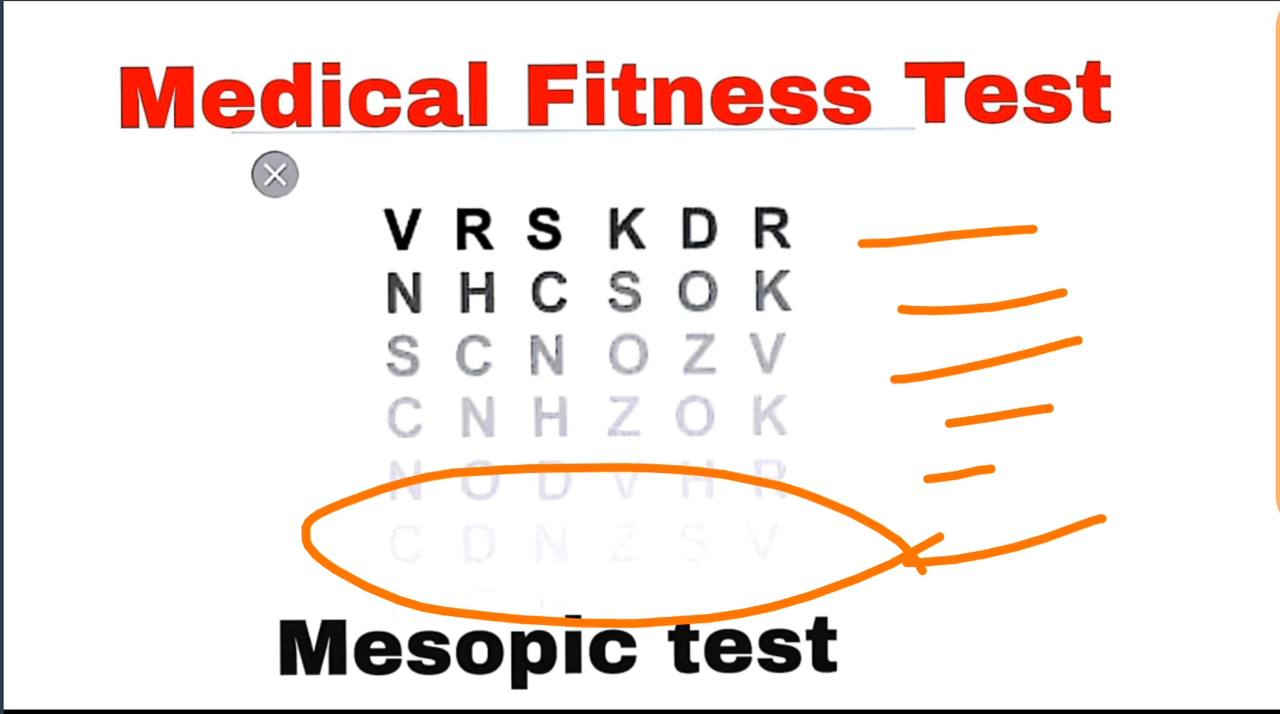 Medical Fitness Test
V R S K D R
N H C S O K
S C N O Z V
C N H Z O K
N O D V H R
C D N Z S V
Mesopic test